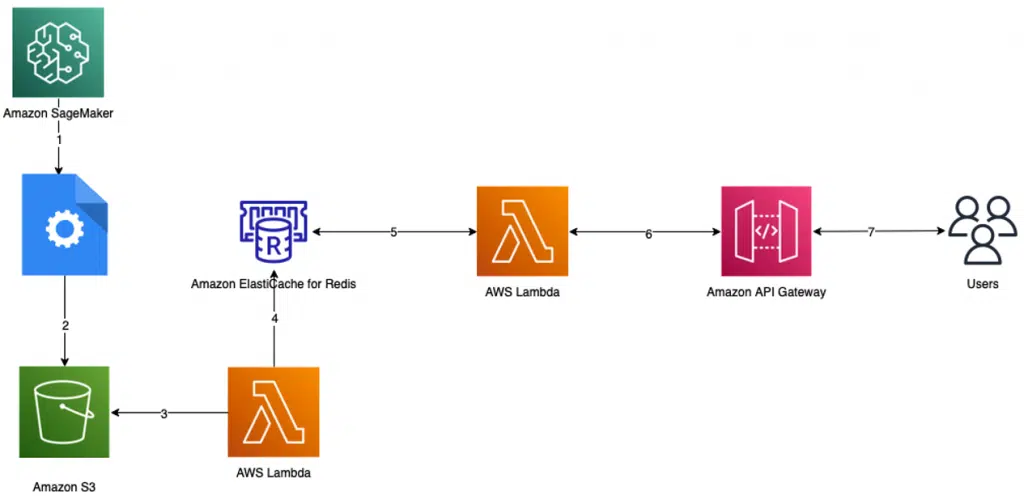 Amazon SageMaker
1
R
Amazon ElastiCache for Redis
5
AWS Lambda
6
</>
Amazon API Gateway
7
Users
2
4
3
Amazon S3
AWS Lambda